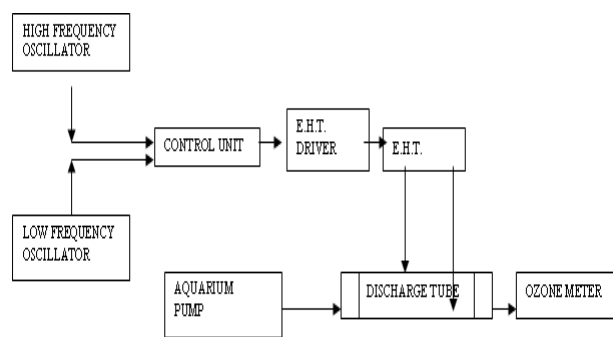 HIGH FREQUENCY
OSCILLATOR
CONTROL UNIT
E.H.T.
DRIVER
E.H.T.
LOW FREQUENCY
OSCILLATOR
AQUARIUM
PUMP
DISCHARGE TUBE
OZONE METER